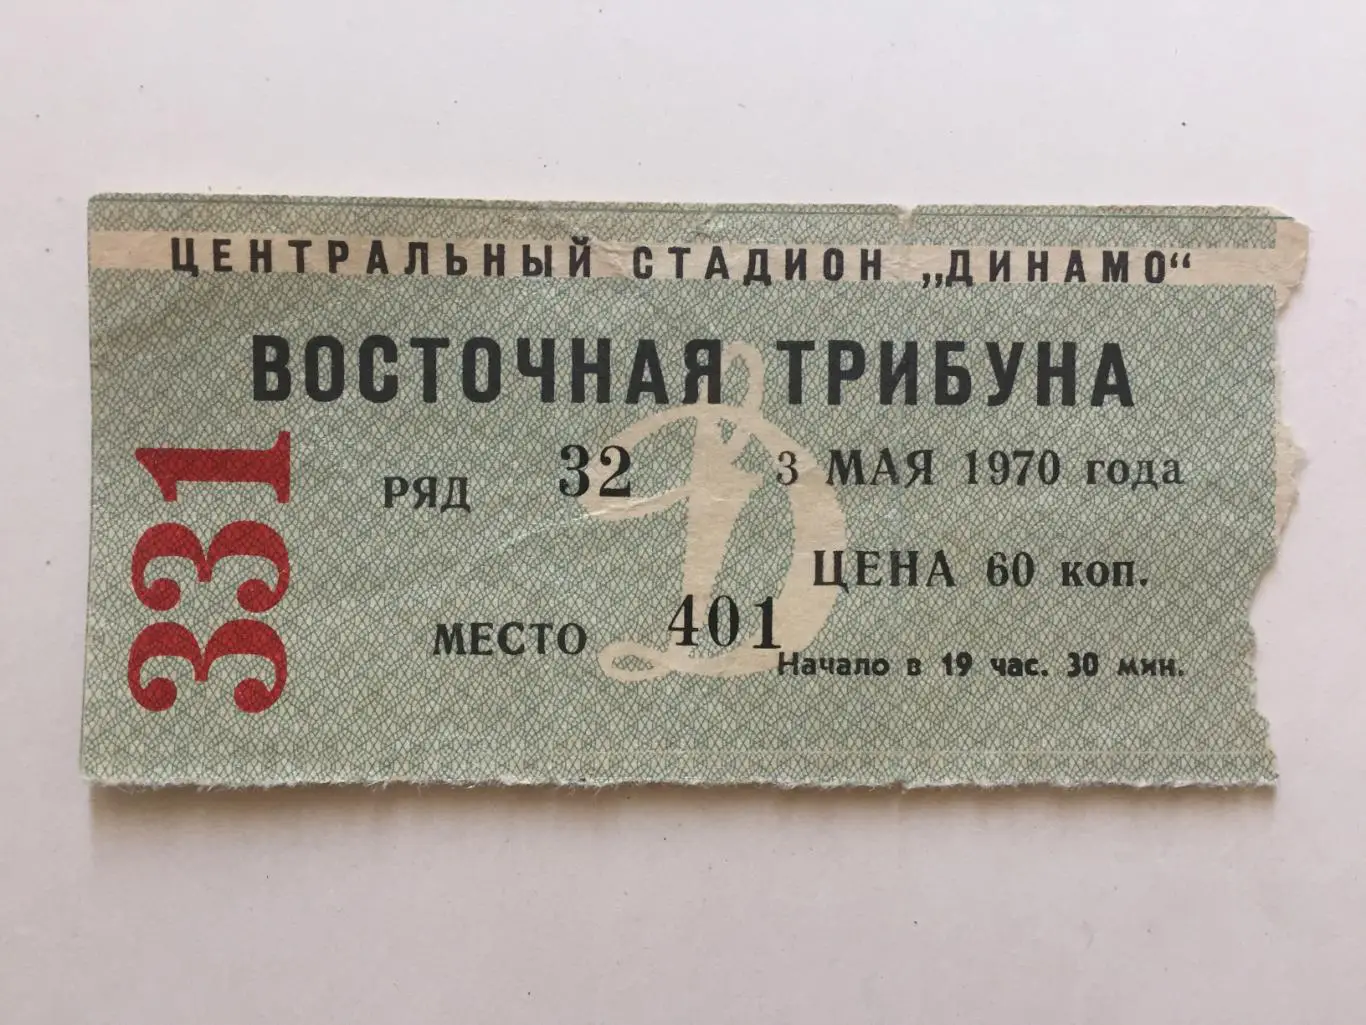 ЦЕНТРАЛЬНЫЙ СТАДИОН „ДИНАМО“
ВОСТОЧНАЯ ТРИБУНА
331
РЯД 32
3 МАЯ 1970 года
ЦЕНА 60 коп.
МЕСТО 401
Начало в 19 час. 30 мин.